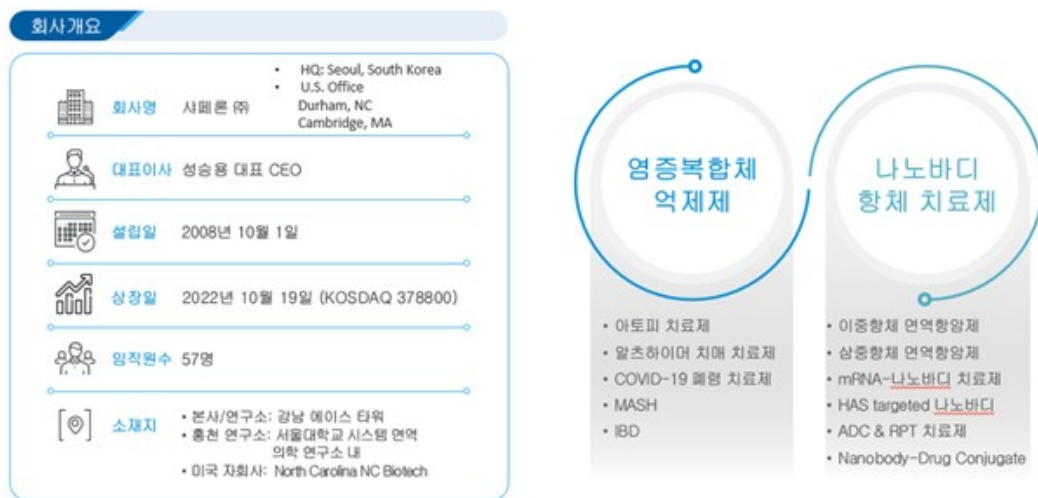 회사개요
회사명 샤페론 ㈜
• HQ: Seoul, South Korea
• U.S. Office
Durham, NC
Cambridge, MA
대표이사 성승용 대표 CEO
설립일 2008년 10월 1일
상장일 2022년 10월 19일 (KOSDAQ 378800)
임직원수 57명
소재지
• 본사/연구소: 강남 에이스 타워
• 홍천 연구소: 서울대학교 시스템 면역
의학 연구소 내
• 미국 자회사: North Carolina NC Biotech
염증복합체
억제제
• 아토피 치료제
• 알츠하이머 치매 치료제
• COVID-19 폐렴 치료제
• MASH
• IBD
나노바디
항체 치료제
• 이중항체 면역항암제
• 삼중항체 면역항암제
• mRNA-나노바디 치료제
• HAS targeted 나노바디
• ADC & RPT 치료제
• Nanobody-Drug Conjugate